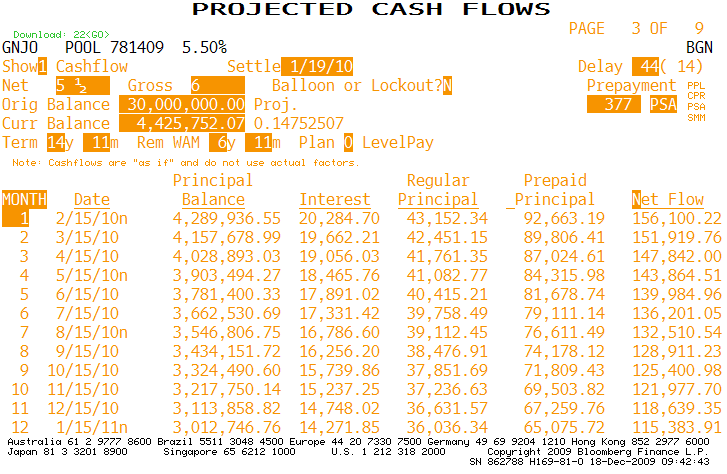 PROJECTED CASH FLOWS
Download: 22<GO>
PAGE 3 OF 9
GNJO POOL 781409 5.50% BGN
Show 1 Cashflow Settle 1/19/10 Delay 44( 14)
Net 5 ½ Gross 6 Balloon or Lockout? N Prepayment PPL
Orig Balance 30,000,000.00 Proj. 377 PSA CPR
PSA
Curr Balance 4,425,752.07 0.14752507 SMM
Term 14y 11m Rem WAM 6y 11m Plan 0 LevelPay
Note: Cashflows are "as if" and do not use actual factors.
Principal Regular Prepaid
MONTH Date Balance Interest Principal _Principal Net Flow
1 2/15/10n 4,289,936.55 20,284.70 43,152.34 92,663.19 156,100.22
2 3/15/10 4,157,678.99 19,662.21 42,451.15 89,806.41 151,919.76
3 4/15/10 4,028,893.03 19,056.03 41,761.35 87,024.61 147,842.00
4 5/15/10n 3,903,494.27 18,465.76 41,082.77 84,315.98 143,864.51
5 6/15/10 3,781,400.33 17,891.02 40,415.21 81,678.74 139,984.96
6 7/15/10 3,662,530.69 17,331.42 39,758.49 79,111.14 136,201.05
7 8/15/10n 3,546,806.75 16,786.60 39,112.45 76,611.49 132,510.54
8 9/15/10 3,434,151.72 16,256.20 38,476.91 74,178.12 128,911.23
9 10/15/10 3,324,490.60 15,739.86 37,851.69 71,809.43 125,400.98
10 11/15/10 3,217,750.14 15,237.25 37,236.63 69,503.82 121,977.70
11 12/15/10 3,113,858.82 14,748.02 36,631.57 67,259.76 118,639.35
12 1/15/11n 3,012,746.76 14,271.85 36,036.34 65,075.72 115,383.91
Australia 61 2 9777 8600 Brazil 5511 3048 4500 Europe 44 20 7330 7500 Germany 49 69 9204 1210 Hong Kong 852 2977 6000
Japan 81 3 3201 8900 Singapore 65 6212 1000 U.S. 1 212 318 2000 Copyright 2009 Bloomberg Finance L.P.
SN 862788 H169-81-0 18-Dec-2009 09:42:43